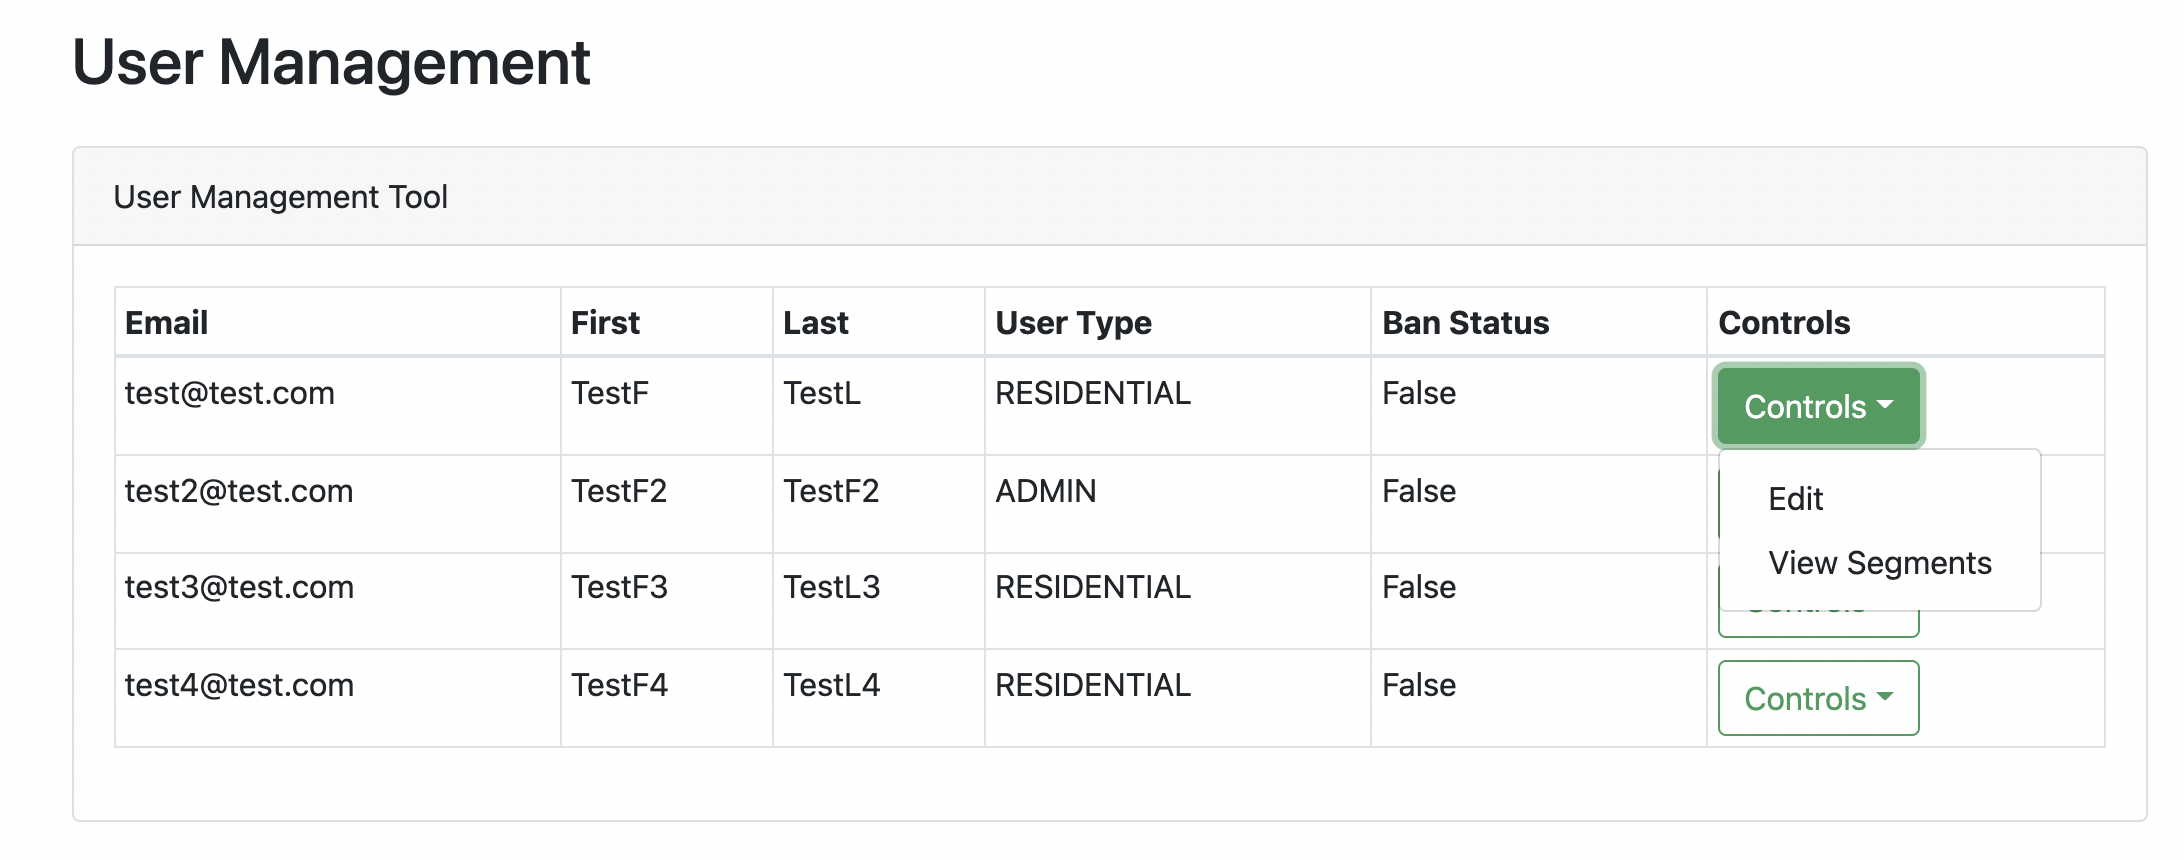 User Management
User Management Tool
Email First Last User Type Ban Status Controls
test@test.com TestF TestL RESIDENTIAL False Controls
test2@test.com TestF2 TestF2 ADMIN False
Edit
View Segments
test3@test.com TestF3 TestL3 RESIDENTIAL False
test4@test.com TestF4 TestL4 RESIDENTIAL False Controls